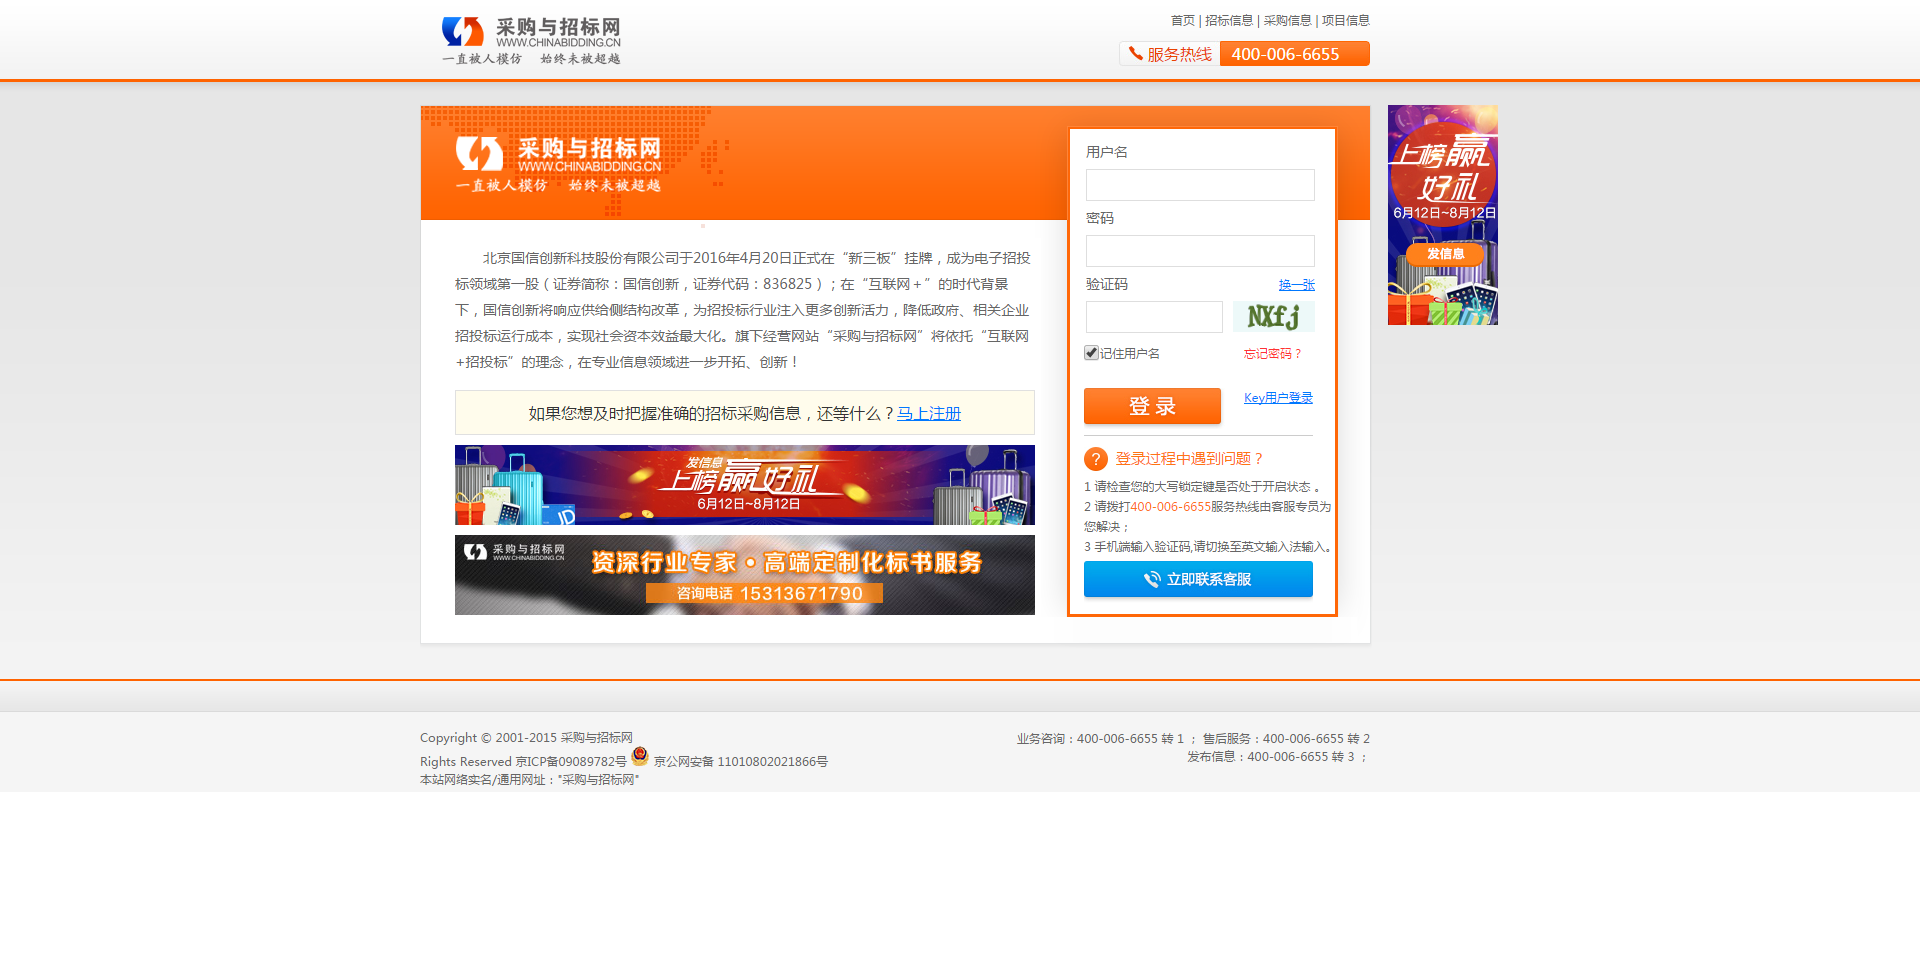 采购与招标网
WWW.CHINABIDDING.CN
一直被人模仿 始终未被超越
首页 | 招标信息 | 采购信息 | 项目信息
服务热线 400-006-6655
采购与招标网
WWW.CHINABIDDING.CN
一直被人模仿 始终未被超越
北京国信创新科技股份有限公司于2016年4月20日正式在“新三板”挂牌，成为电子招投
标领域第一股（证券简称：国信创新，证券代码：836825）；在“互联网＋”的时代背景
下，国信创新将响应供给侧结构改革，为招投标行业注入更多创新活力，降低政府、相关企业
招投标运行成本，实现社会资本效益最大化。旗下经营网站“采购与招标网”将依托“互联网
+招投标”的理念，在专业信息领域进一步开拓、创新！
如果您想及时把握准确的招标采购信息，还等什么？马上注册
发信息
上榜赢好礼
6月12日~8月12日
JD
采购与招标网
WWW.CHINABIDDING.CN
资深行业专家·高端定制化标书服务
咨询电话 15313671790
用户名
密码
验证码 换一张
NXfj
记住用户名 忘记密码？
登录 Key用户登录
? 登录过程中遇到问题？
1 请检查您的大写锁定键是否处于开启状态 。
2 请拨打400-006-6655服务热线由客服专员为
您解决；
3 手机端输入验证码,请切换至英文输入法输入。
立即联系客服
上榜赢
好礼
6月12日~8月12日
发信息
Copyright © 2001-2015 采购与招标网
Rights Reserved 京ICP备09089782号 京公网安备 11010802021866号
本站网络实名/通用网址："采购与招标网"
业务咨询：400-006-6655 转 1 ； 售后服务：400-006-6655 转 2
发布信息：400-006-6655 转 3 ；